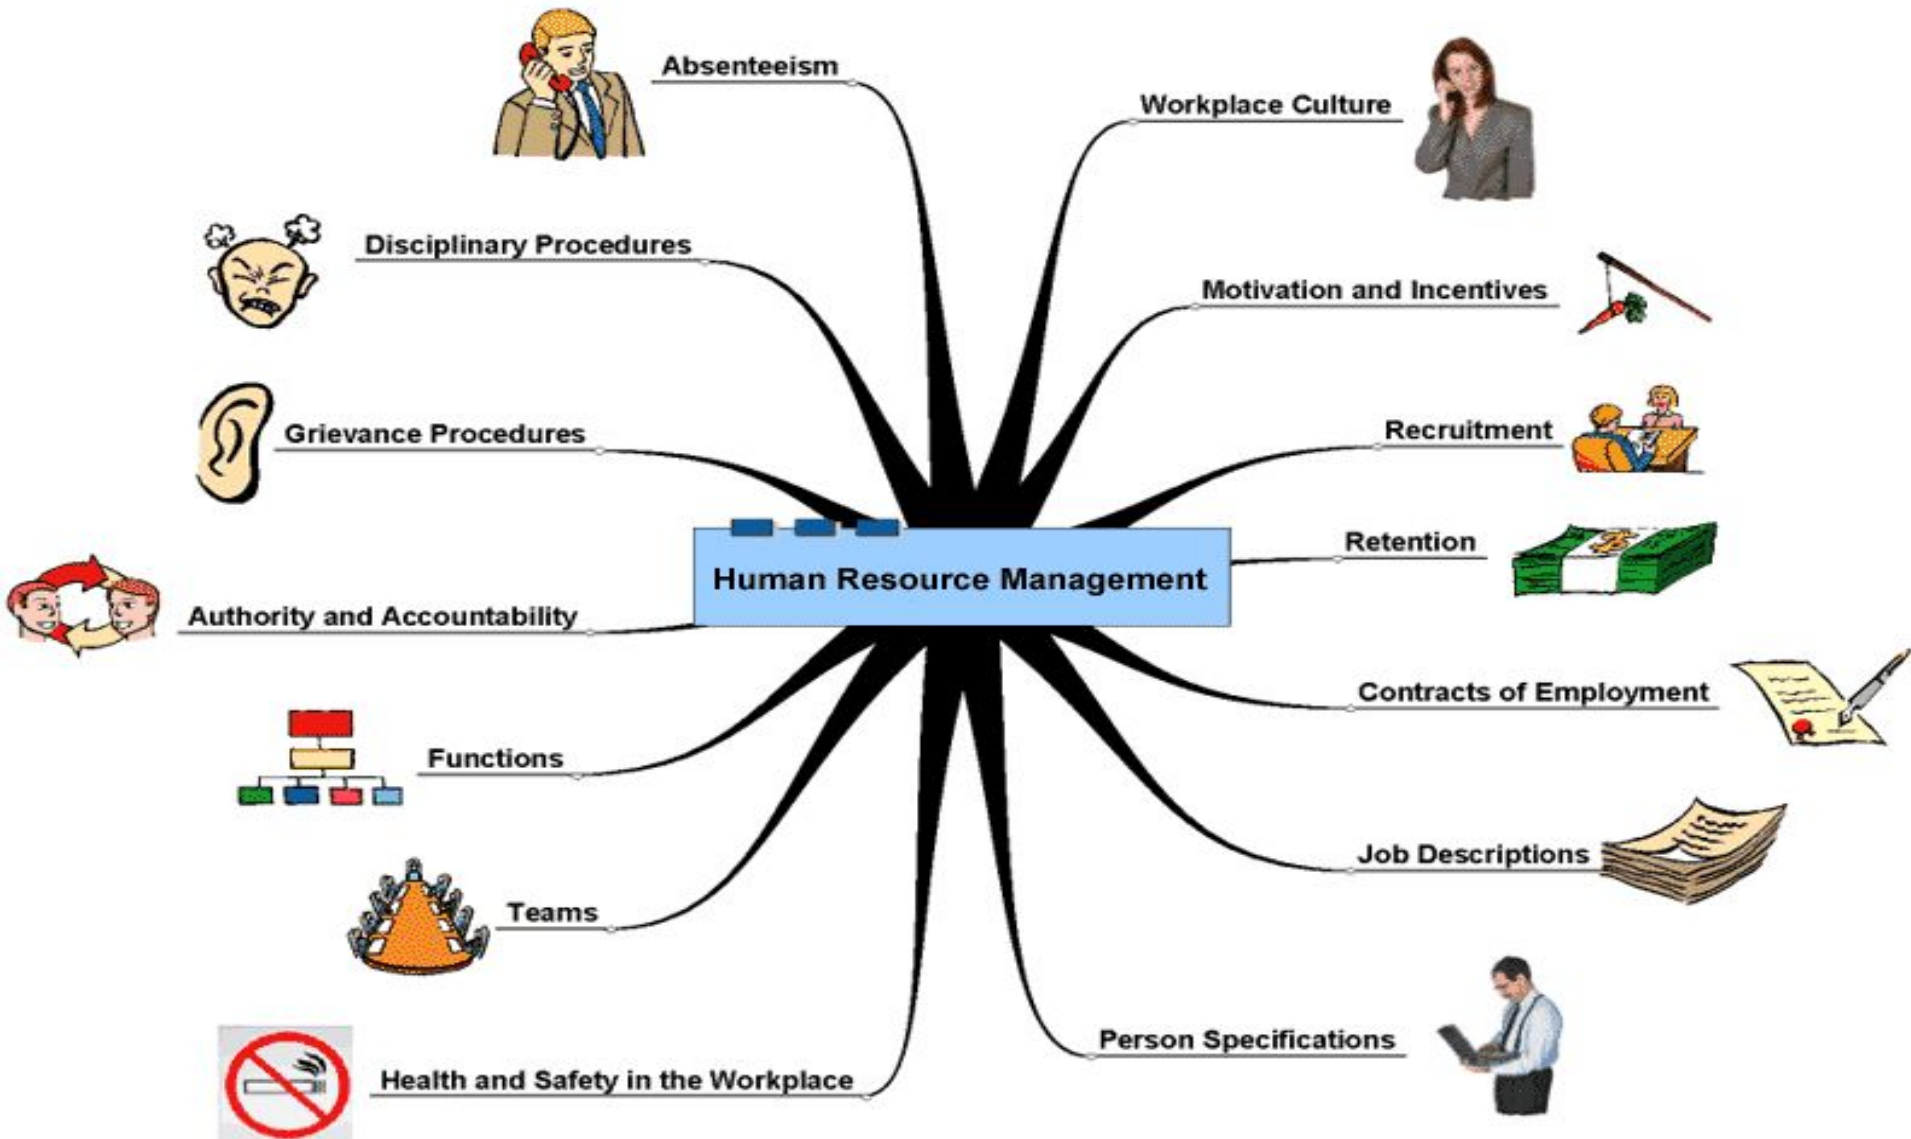 Absenteeism
Workplace Culture
Disciplinary Procedures
Motivation and Incentives
Grievance Procedures
Recruitment
Retention
Human Resource Management
Authority and Accountability
Contracts of Employment
Functions
Job Descriptions
Teams
Person Specifications
Health and Safety in the Workplace